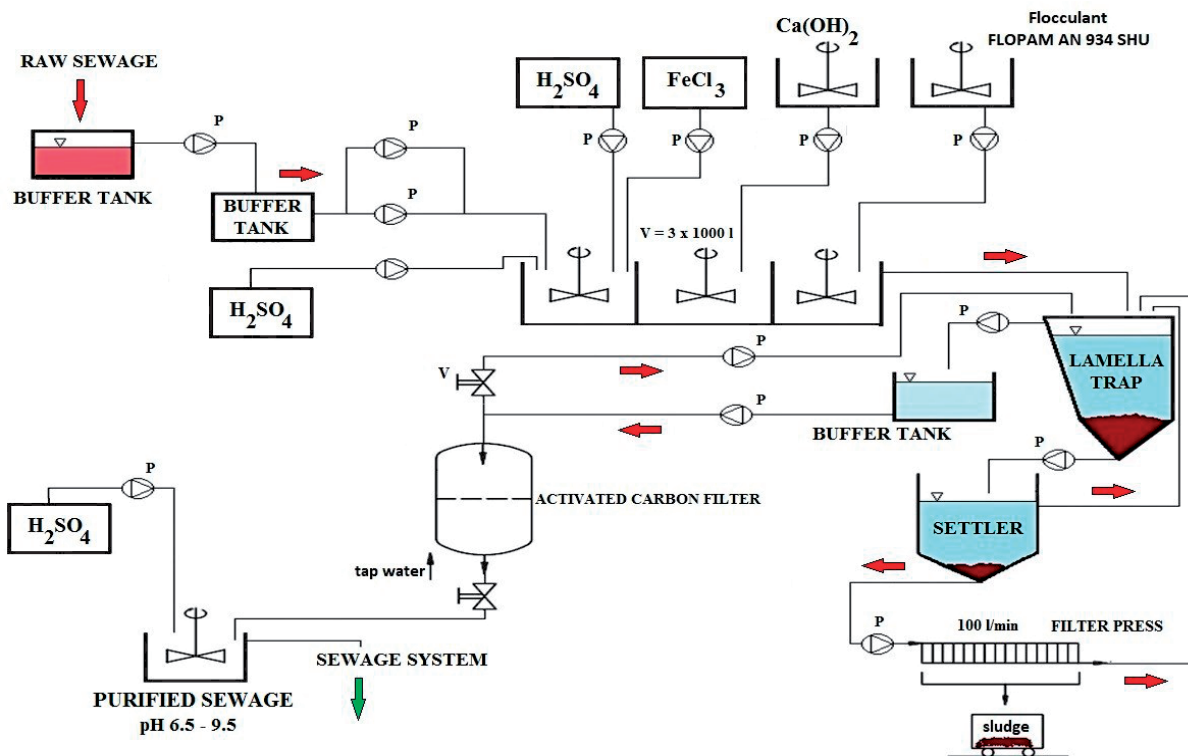 Flocculant
FLOPAM AN 934 SHU
Ca(OH)2
RAW SEWAGE
H2SO4
FeCl3
P
P
P
P
P
P
BUFFER TANK
BUFFER
TANK
P
V = 3 x 1000 l
P
H2SO4
P
P
LAMELLA
TRAP
V
P
BUFFER TANK
P
P
H2SO4
ACTIVATED CARBON FILTER
SETTLER
tap water
P
100 l/min
FILTER PRESS
SEWAGE SYSTEM
PURIFIED SEWAGE
pH 6.5 - 9.5
sludge